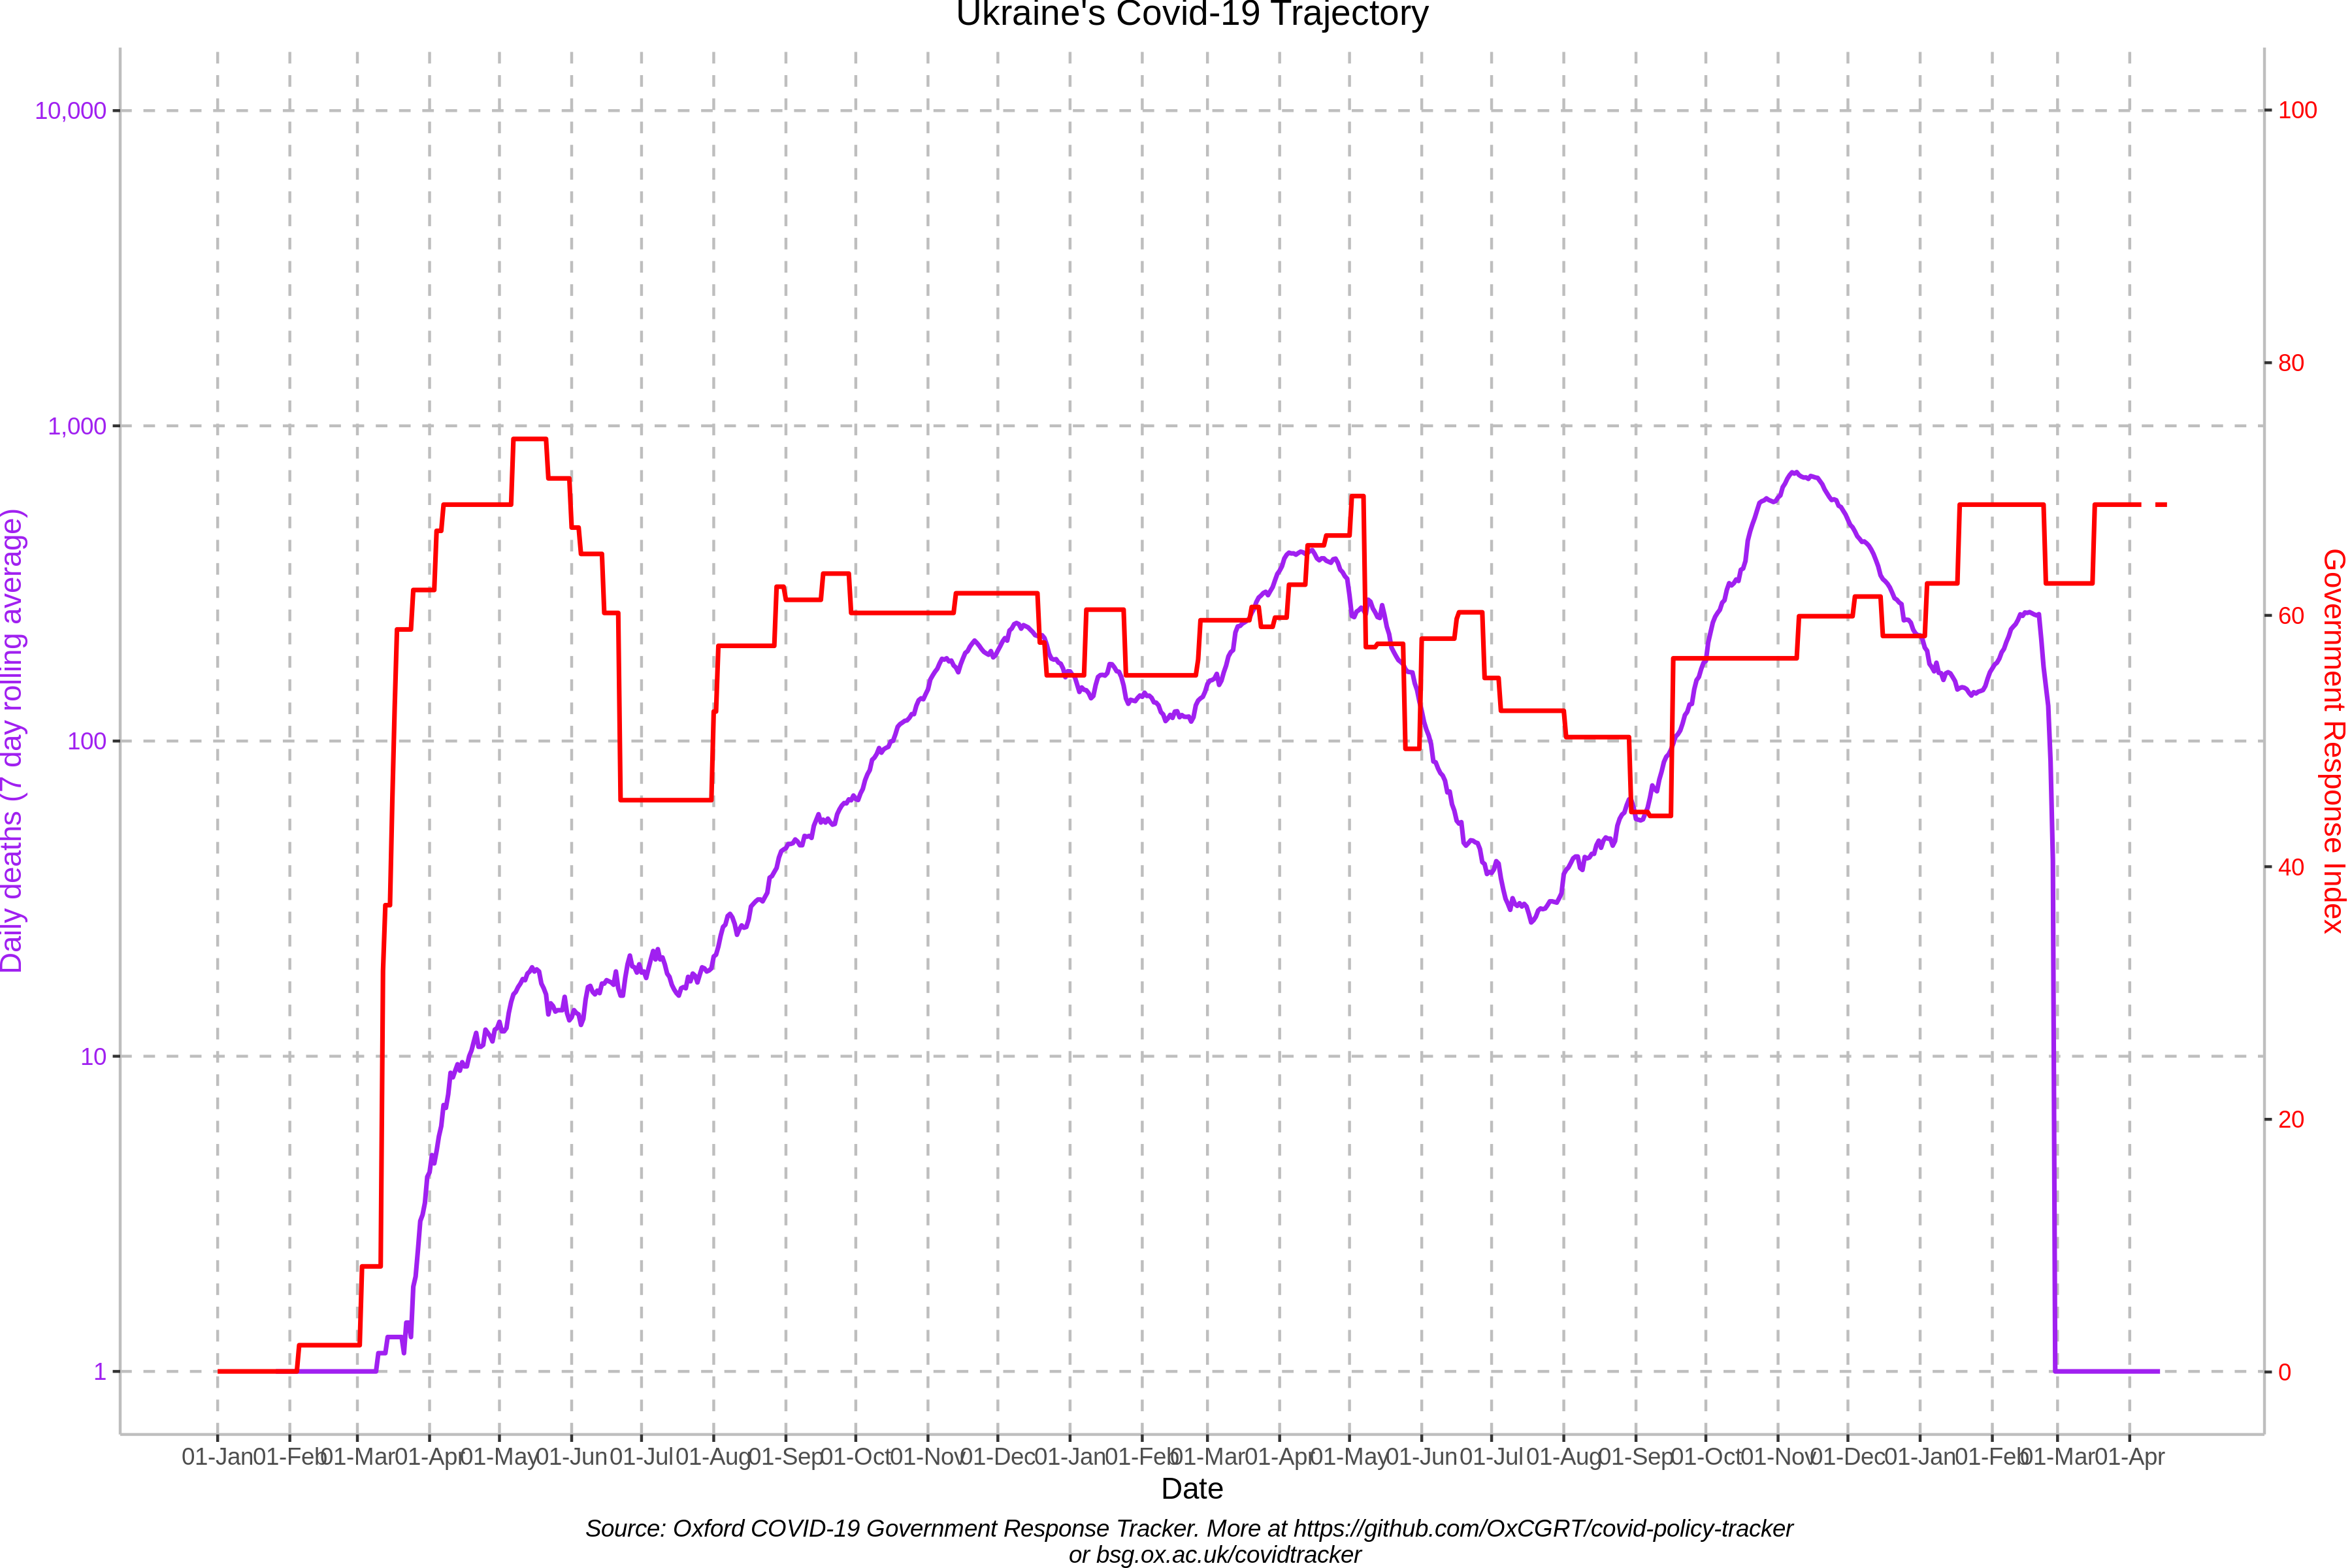 Ukraine's Covid-19 Trajectory
10,000
1,000
100
10
1
Daily deaths (7 day rolling average)
100
80
60
40
20
0
Government Response Index
01-Jan 01-Feb 01-Mar 01-Apr 01-May 01-Jun 01-Jul 01-Aug 01-Sep 01-Oct 01-Nov 01-Dec 01-Jan 01-Feb 01-Mar 01-Apr 01-May 01-Jun 01-Jul 01-Aug 01-Sep 01-Oct 01-Nov 01-Dec 01-Jan 01-Feb 01-Mar 01-Apr
Date
Source: Oxford COVID-19 Government Response Tracker. More at https://github.com/OxCGRT/covid-policy-tracker
or bsg.ox.ac.uk/covidtracker